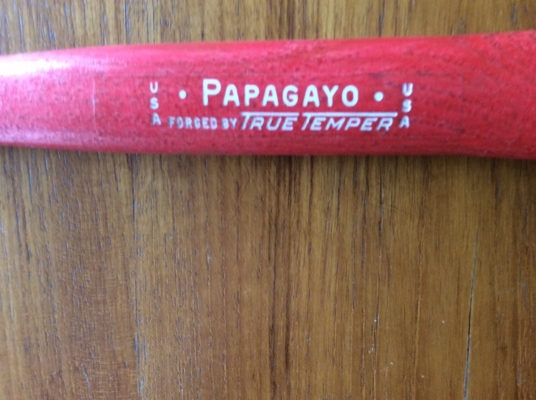 USA • PAPAGAYO • USA
FORGED BY TRUE TEMPER